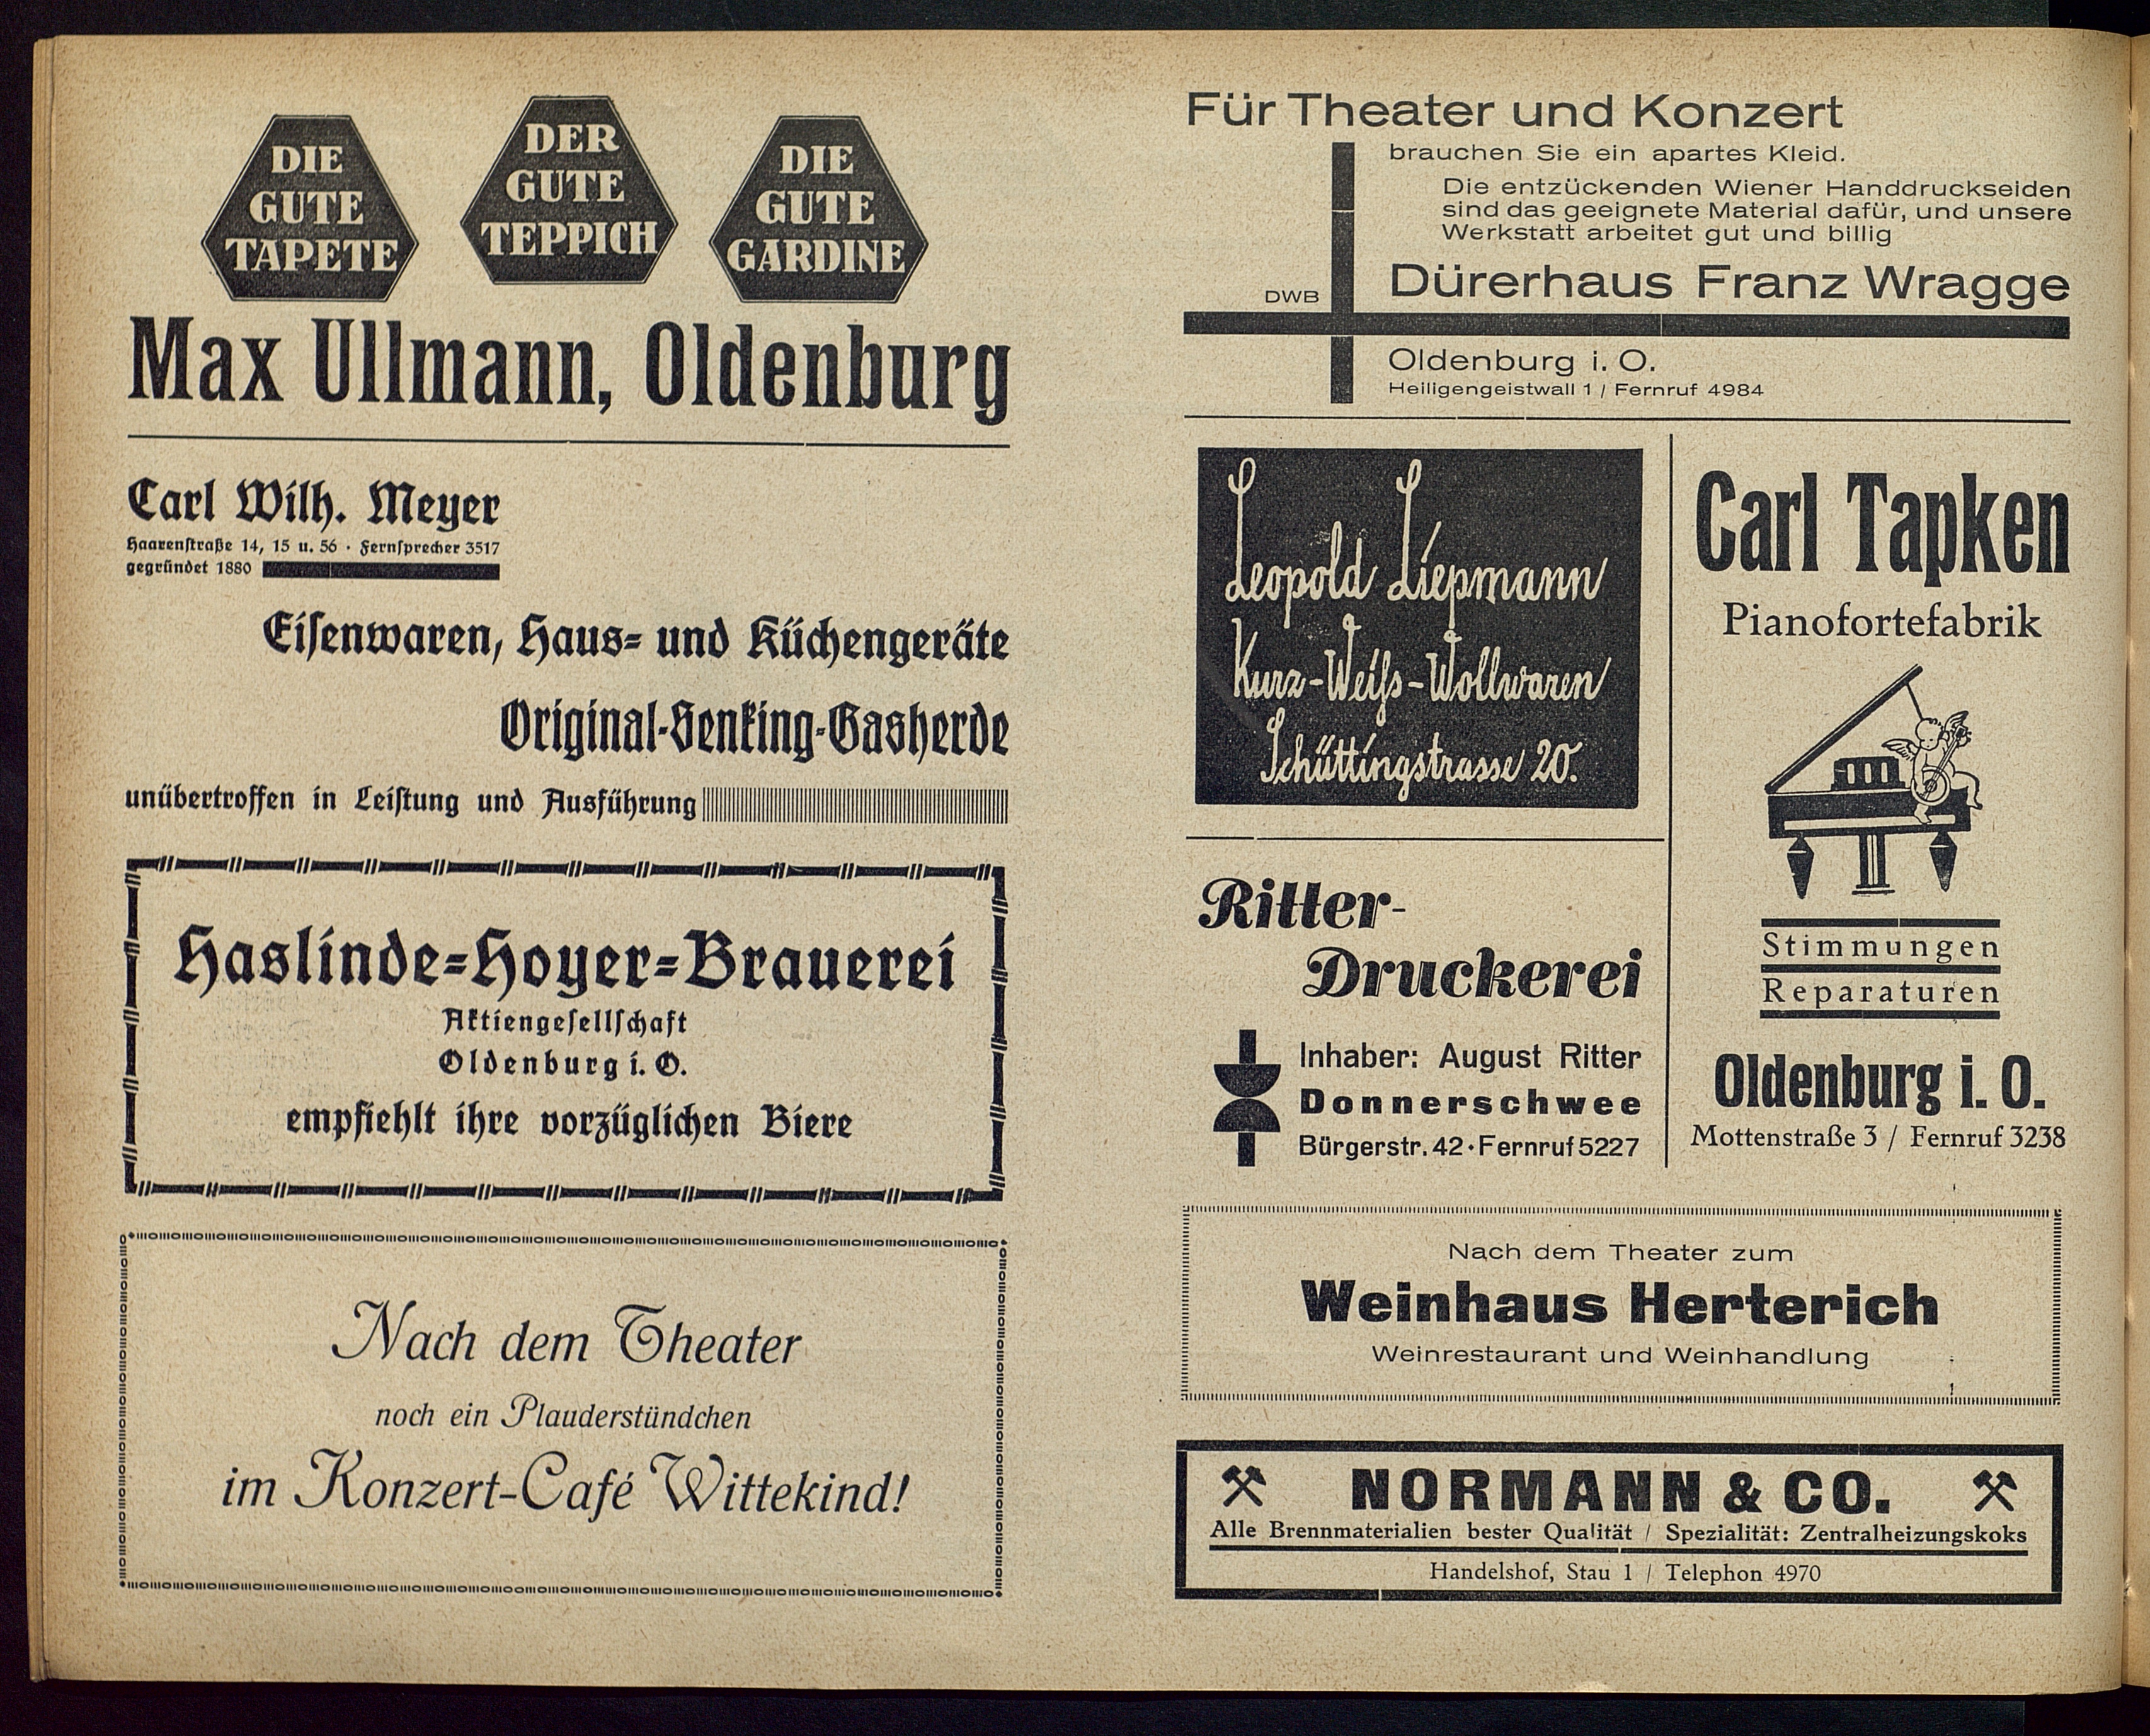 DIE
GUTE
TAPETE
DER
GUTE
TEPPICH
DIE
GUTE
GARDINE
Max Ullmann, Oldenburg
Carl Wilh. Meyer
Haarenstraße 14, 15 u. 56 · Fernsprecher 3517
gegründet 1880
Eisenwaren, Haus- und Küchengeräte
Original-Senking-Gasherde
unübertroffen in Leistung und Ausführung
Haslinde-Hoyer-Brauerei
Aktiengesellschaft
Oldenburg i. O.
empfiehlt ihre vorzüglichen Biere
Nach dem Theater
noch ein Plauderstündchen
im Konzert-Café Wittekind!
Für Theater und Konzert
brauchen Sie ein apartes Kleid.
Die entzückenden Wiener Handdruckseiden
sind das geeignete Material dafür, und unsere
Werkstatt arbeitet gut und billig
DWB
Dürerhaus Franz Wragge
Oldenburg i. O.
Heiligengeistwall 1 / Fernruf 4984
Leopold Liepmann
Kurz-Weiß-Wollwaren
Schüttingstrasse 20.
Ritter-
Druckerei
Inhaber: August Ritter
Donnerschwee
Bürgerstr. 42 · Fernruf 5227
Carl Tapken
Pianofortefabrik
Stimmungen
Reparaturen
Oldenburg i. O.
Mottenstraße 3 / Fernruf 3238
Nach dem Theater zum
Weinhaus Herterich
Weinrestaurant und Weinhandlung
NORMANN & CO.
Alle Brennmaterialien bester Qualität / Spezialität: Zentralheizungskoks
Handelshof, Stau 1 / Telephon 4970